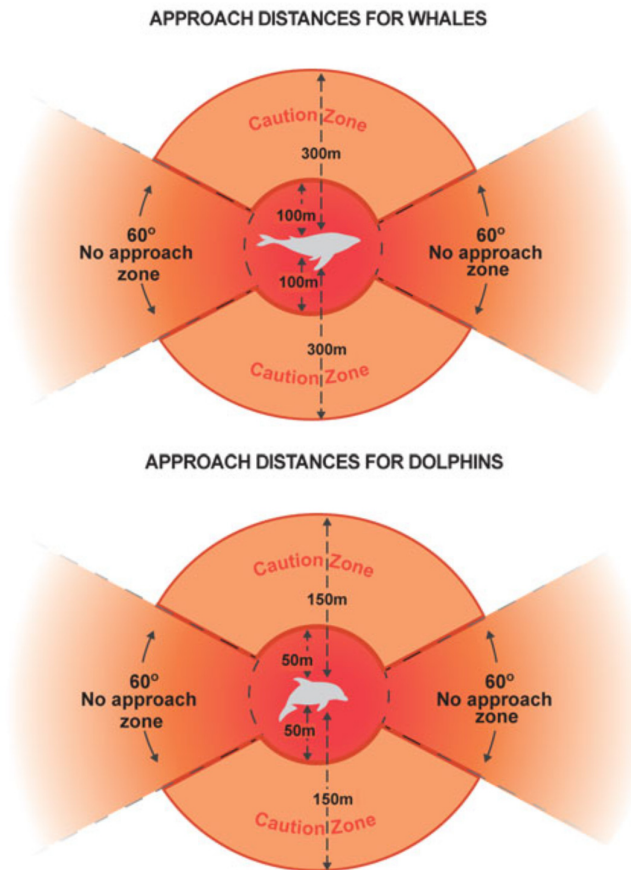 APPROACH DISTANCES FOR WHALES
Caution Zone
300m
100m
60°
No approach
zone
60°
No approach
zone
100m
300m
Caution Zone
APPROACH DISTANCES FOR DOLPHINS
Caution Zone
150m
50m
60°
No approach
zone
60°
No approach
zone
50m
150m
Caution Zone